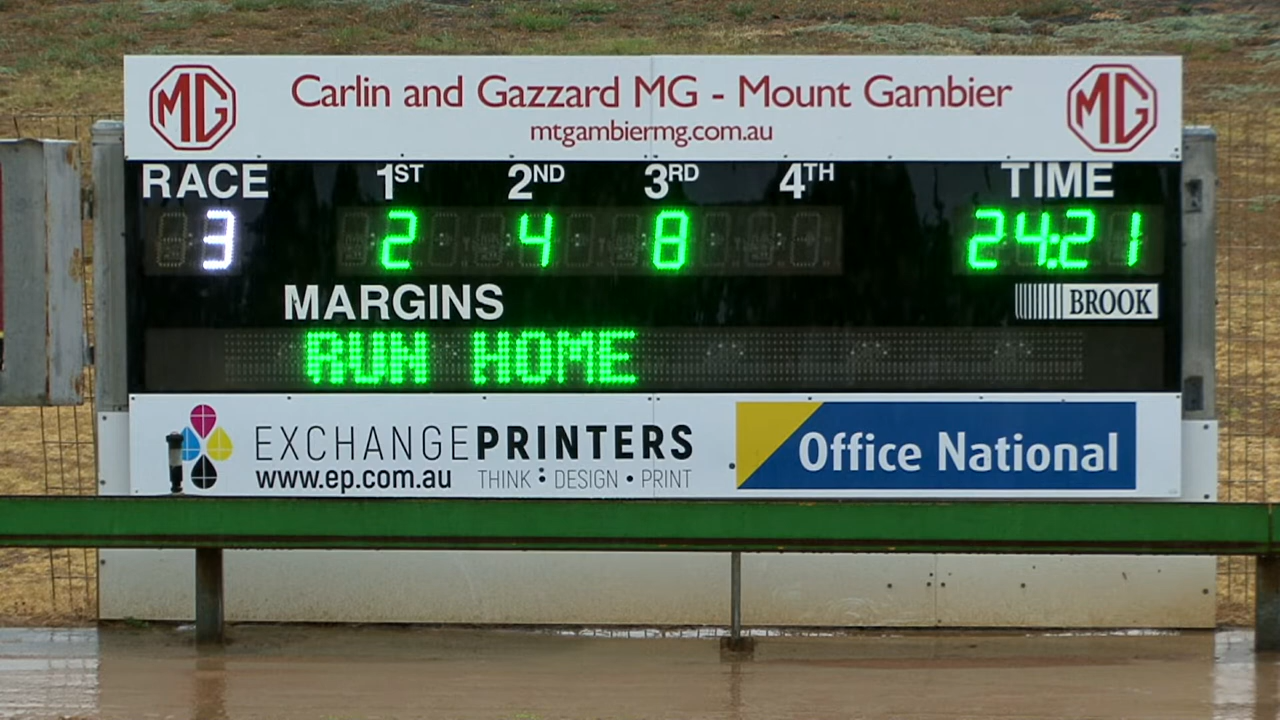 MG Carlin and Gazzard MG - Mount Gambier MG
mtgambiermg.com.au
RACE 1ST 2ND 3RD 4TH TIME
3 2 4 8 24:21
MARGINS BROOK
RUN HOME
EXCHANGEPRINTERS Office National
www.ep.com.au THINK : DESIGN • PRINT